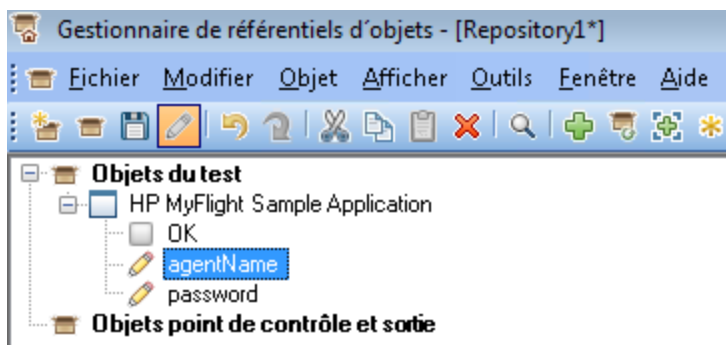 Gestionnaire de référentiels d´objets - [Repository1*]
Fichier Modifier Objet Afficher Outils Fenêtre Aide
Objets du test
HP MyFlight Sample Application
OK
agentName
password
Objets point de contrôle et sortie